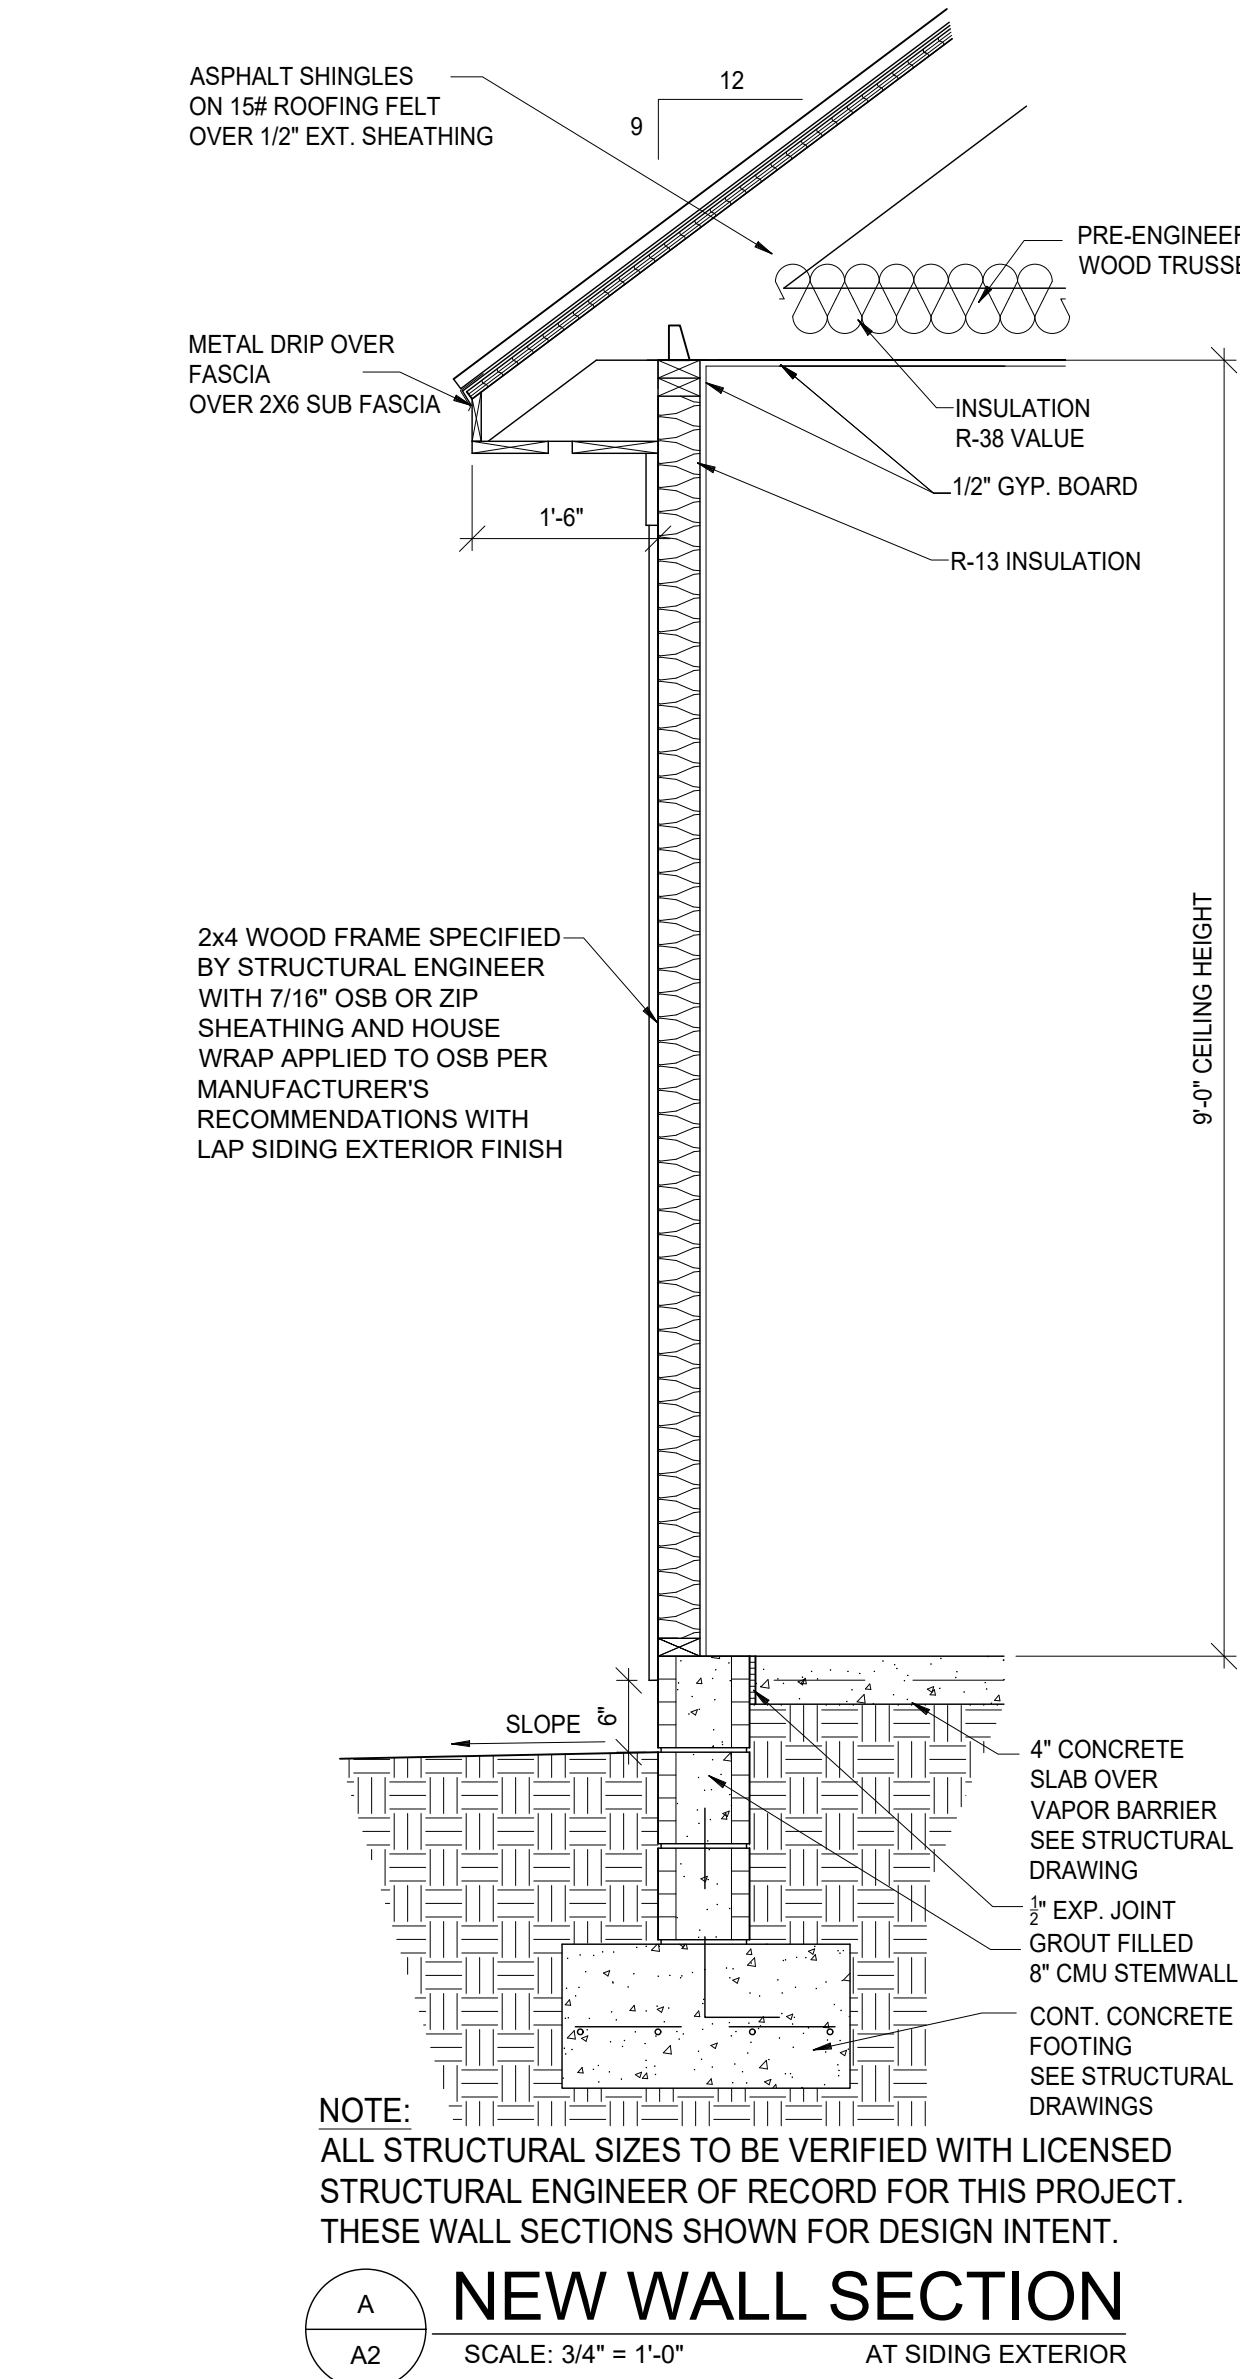 ASPHALT SHINGLES
ON 15# ROOFING FELT
OVER 1/2" EXT. SHEATHING
12
9
PRE-ENGINEER
WOOD TRUSSE
METAL DRIP OVER
FASCIA
OVER 2X6 SUB FASCIA
INSULATION
R-38 VALUE
1/2" GYP. BOARD
1'-6"
R-13 INSULATION
9'-0" CEILING HEIGHT
2x4 WOOD FRAME SPECIFIED
BY STRUCTURAL ENGINEER
WITH 7/16" OSB OR ZIP
SHEATHING AND HOUSE
WRAP APPLIED TO OSB PER
MANUFACTURER'S
RECOMMENDATIONS WITH
LAP SIDING EXTERIOR FINISH
SLOPE
6"
4" CONCRETE
SLAB OVER
VAPOR BARRIER
SEE STRUCTURAL
DRAWING
1/2" EXP. JOINT
GROUT FILLED
8" CMU STEMWALL
CONT. CONCRETE
FOOTING
SEE STRUCTURAL
DRAWINGS
NOTE:
ALL STRUCTURAL SIZES TO BE VERIFIED WITH LICENSED
STRUCTURAL ENGINEER OF RECORD FOR THIS PROJECT.
THESE WALL SECTIONS SHOWN FOR DESIGN INTENT.
A
A2
NEW WALL SECTION
SCALE: 3/4" = 1'-0"
AT SIDING EXTERIOR